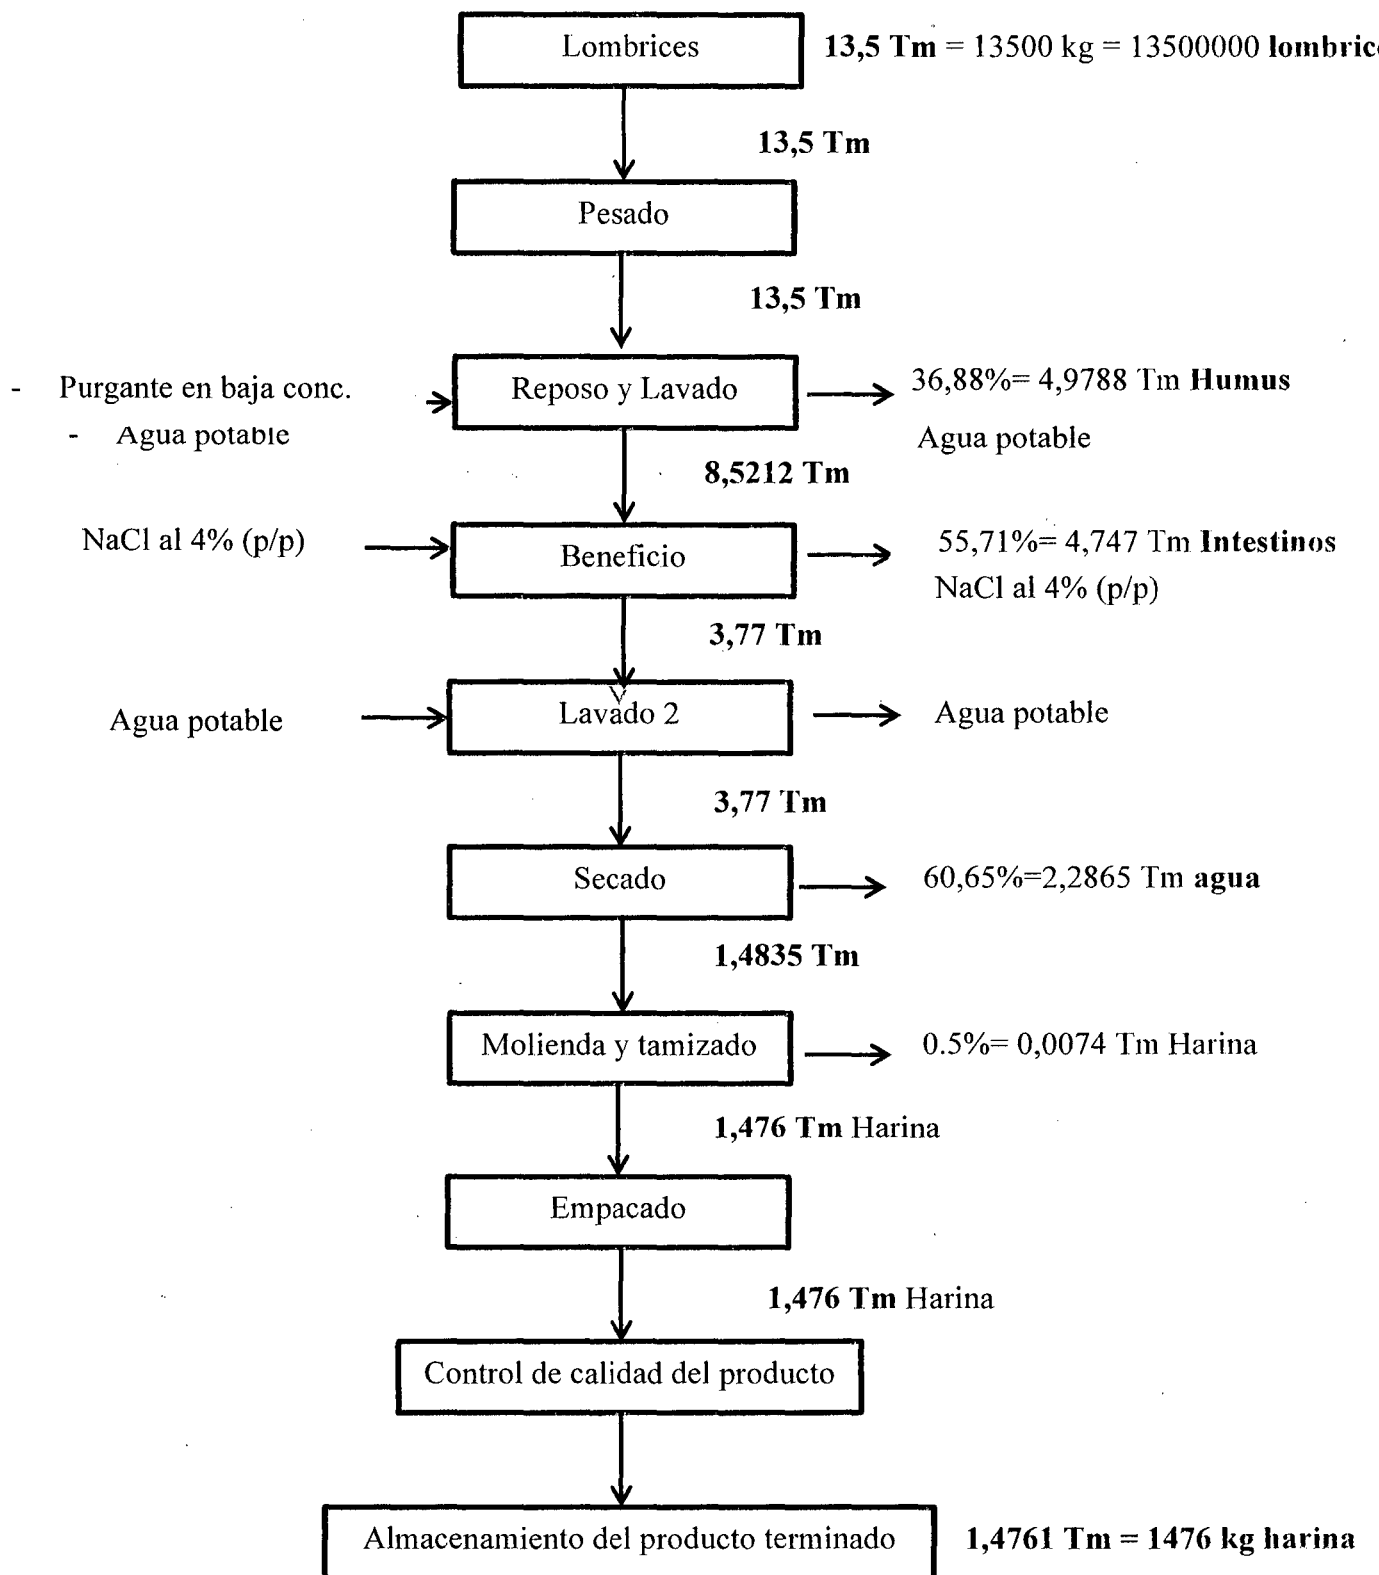 Lombrices
13,5 Tm = 13500 kg = 13500000 lombric
13,5 Tm
Pesado
13,5 Tm
- Purgante en baja conc.
- Agua potable
Reposo y Lavado
36,88%= 4,9788 Tm Humus
Agua potable
8,5212 Tm
NaCl al 4% (p/p)
Beneficio
55,71%= 4,747 Tm Intestinos
NaCl al 4% (p/p)
3,77 Tm
Agua potable
Lavado 2
Agua potable
3,77 Tm
Secado
60,65%=2,2865 Tm agua
1,4835 Tm
Molienda y tamizado
0.5%= 0,0074 Tm Harina
1,476 Tm Harina
Empacado
1,476 Tm Harina
Control de calidad del producto
Almacenamiento del producto terminado
1,4761 Tm = 1476 kg harina